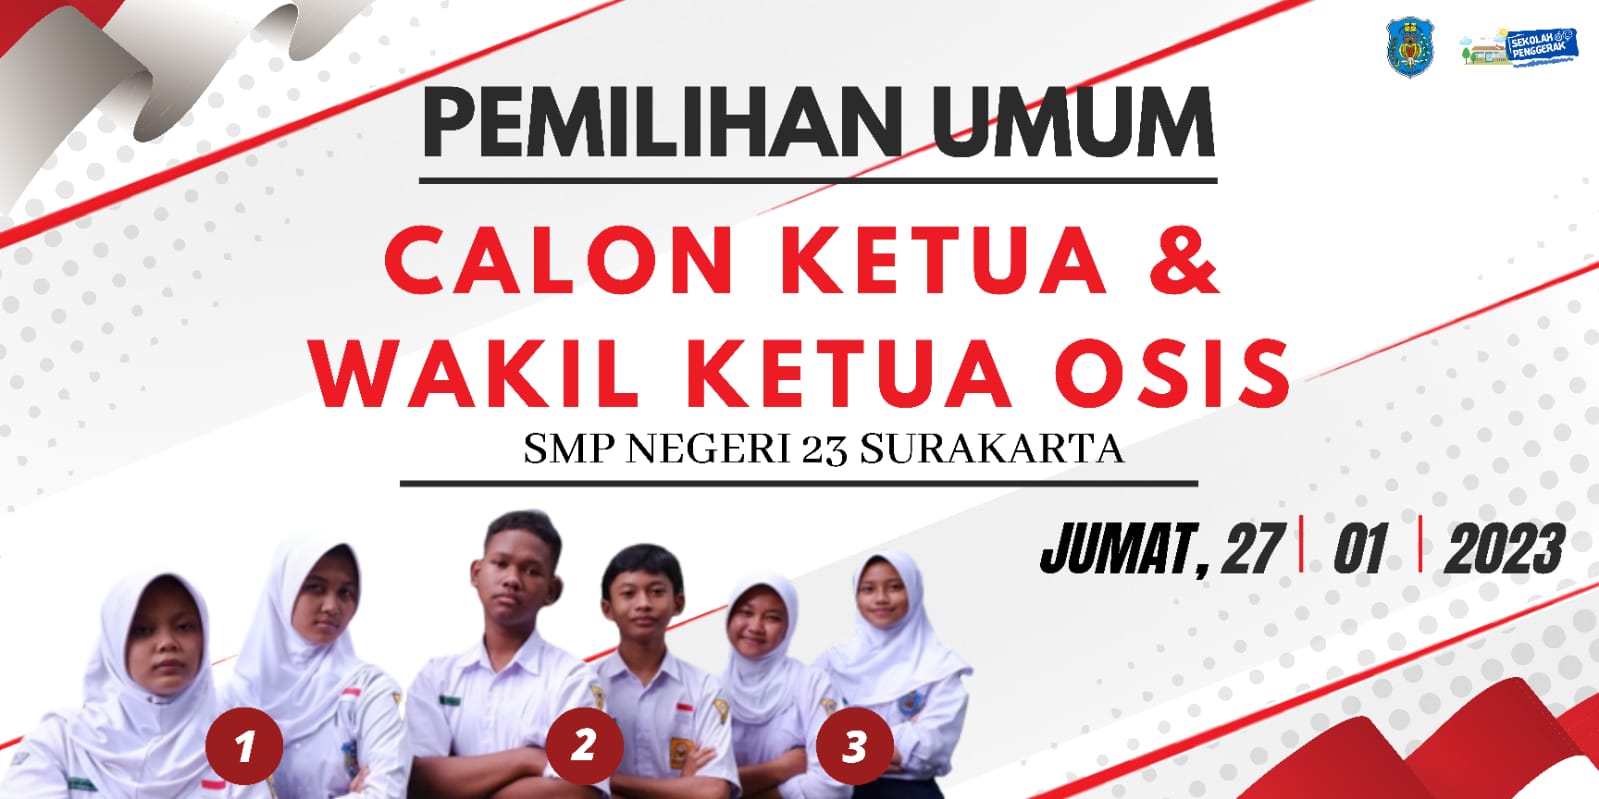 SEKOLAH
PENGGERAK
PEMILIHAN UMUM
CALON KETUA &
WAKIL KETUA OSIS
SMP NEGERI 23 SURAKARTA
JUMAT, 27 | 01 | 2023
1
2
3